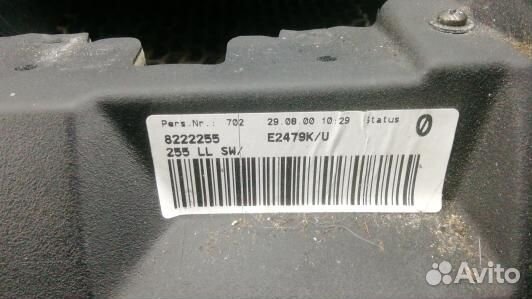 Pers.Nr.: 702 29.08.00 10:29 Status 0
8222255 E2479K/U
255 LL SW/
Avito